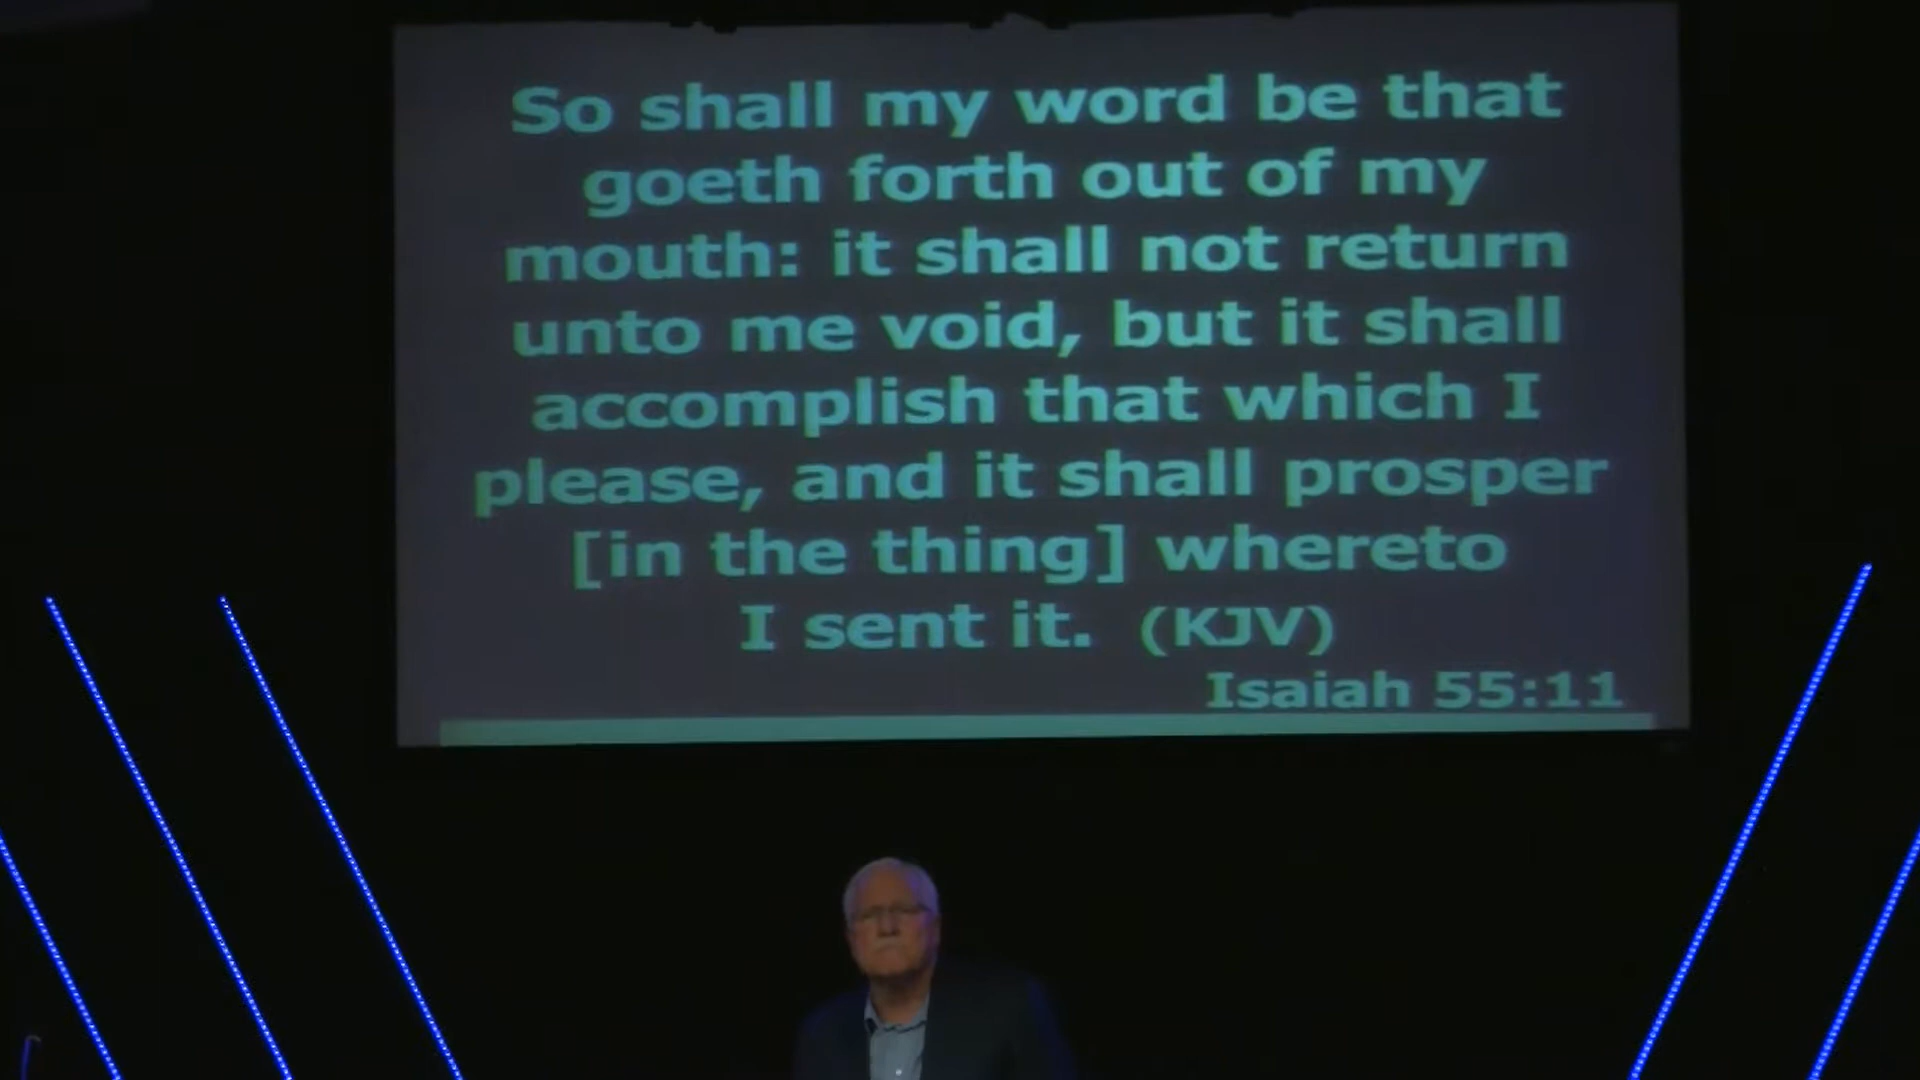 So shall my word be that
goeth forth out of my
mouth: it shall not return
unto me void, but it shall
accomplish that which I
please, and it shall prosper
[in the thing] whereto
I sent it. (KJV)
Isaiah 55:11